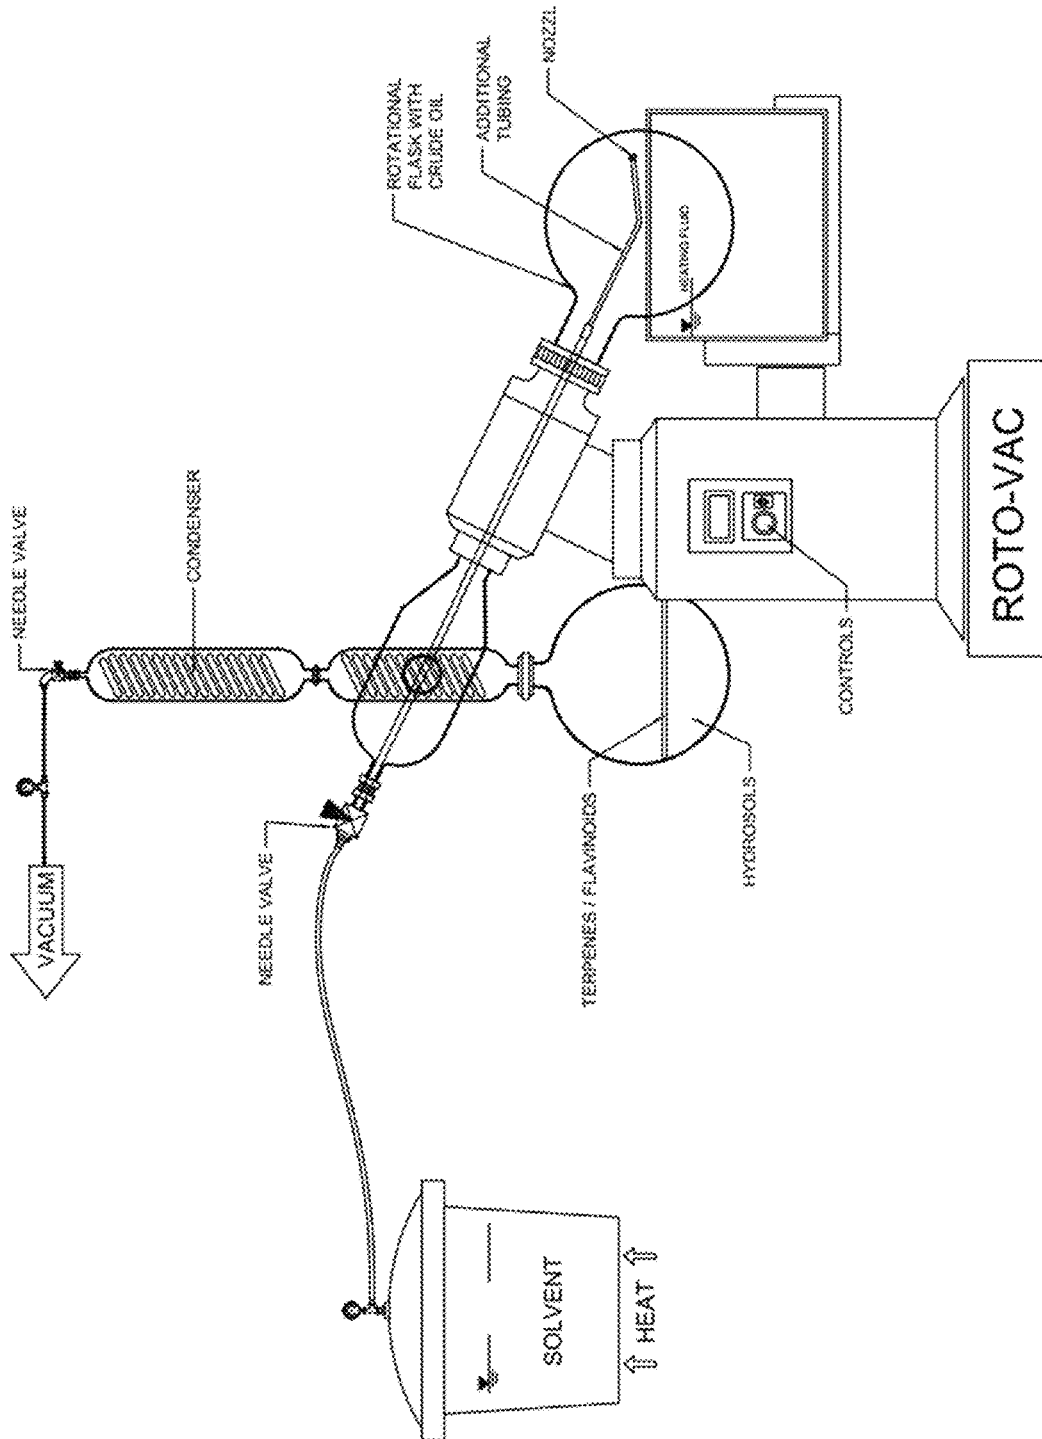 NEEDLE VALVE
CONDENSER
ROTATIONAL
FLASK WITH
CRUDE OIL
ADDITIONAL
TUBING
NOZZL
HEATING FLUID
VACUUM
NEEDLE VALVE
TERPENES / FLAVINOIDS
HYDROSOLS
CONTROLS
ROTO-VAC
SOLVENT
HEAT